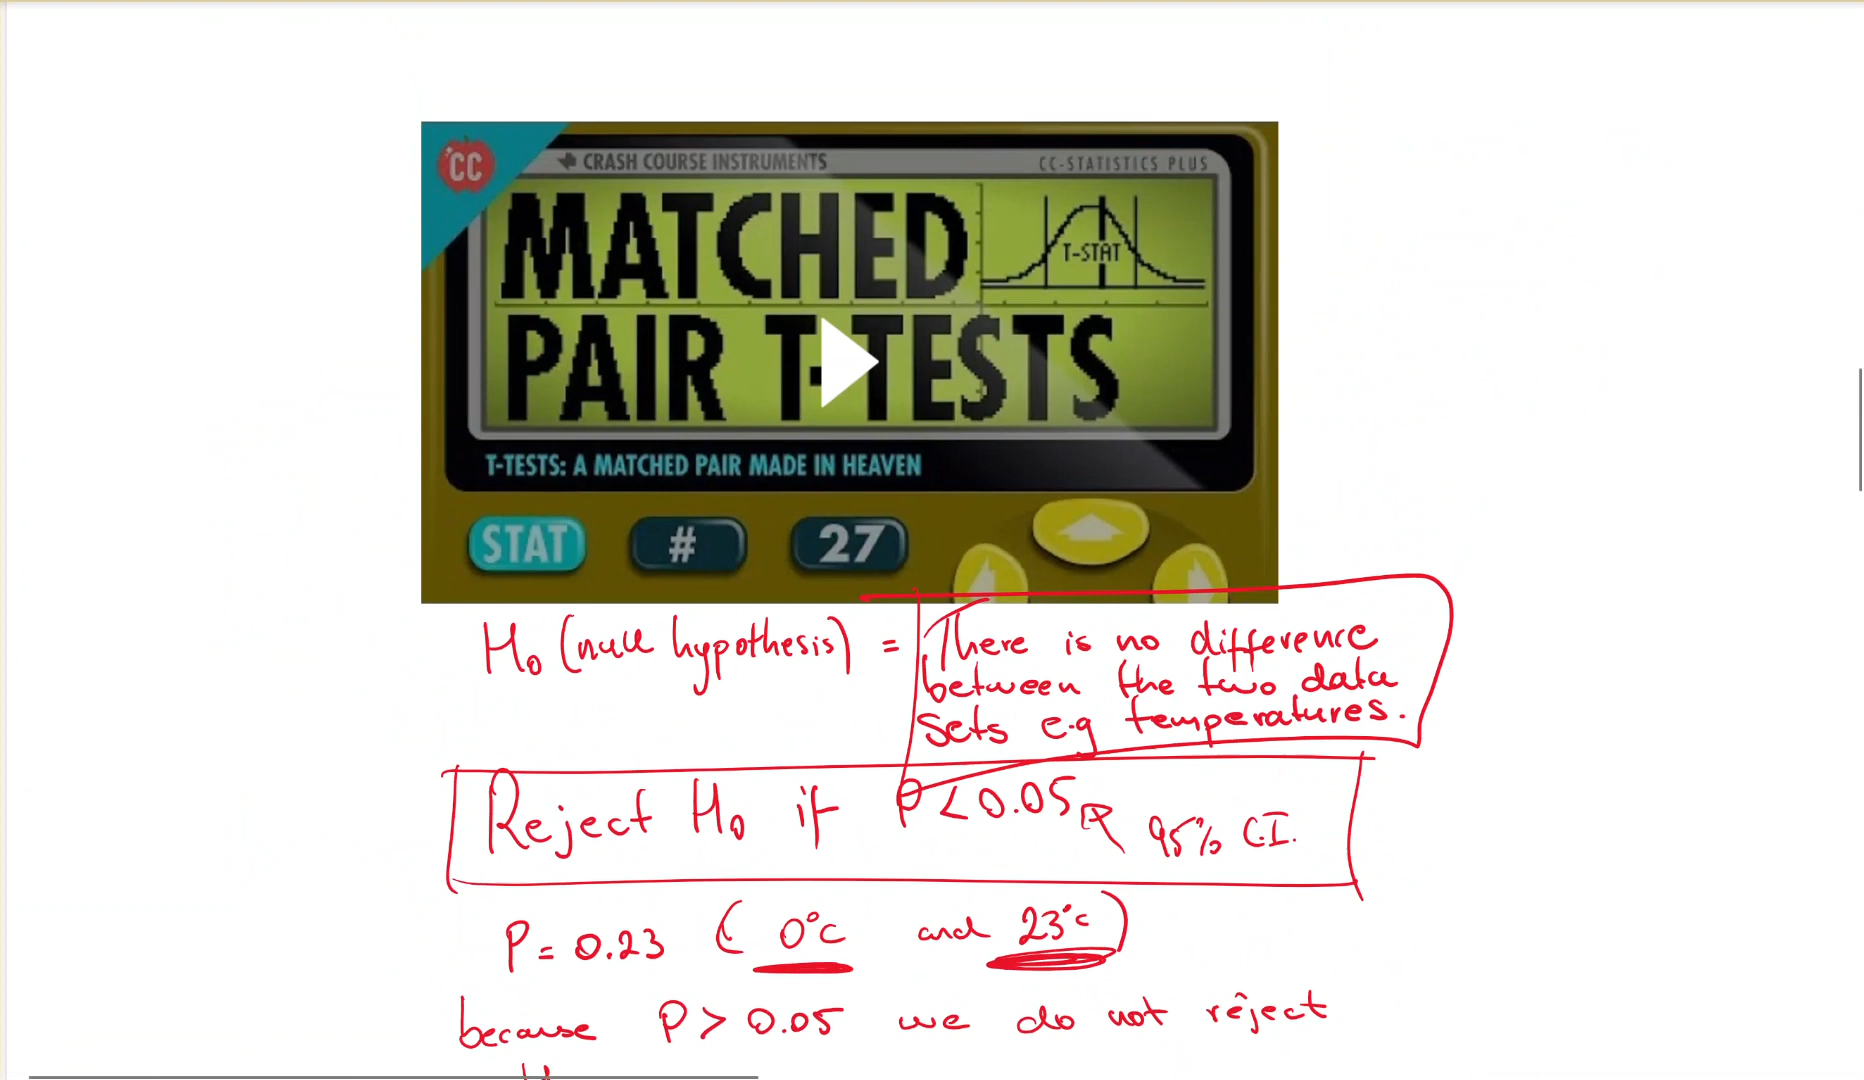 CC
CRASH COURSE INSTRUMENTS
CC-STATISTICS PLUS
MATCHED
T-STAT
PAIR T-TESTS
T-TESTS: A MATCHED PAIR MADE IN HEAVEN
STAT # 27
H₀ (null hypothesis) = There is no difference
between the two data
sets e.g temperatures.
Reject H₀ if P < 0.05 95% C.I.
P = 0.23 ( 0°C and 23°C )
because P > 0.05 we do not reject